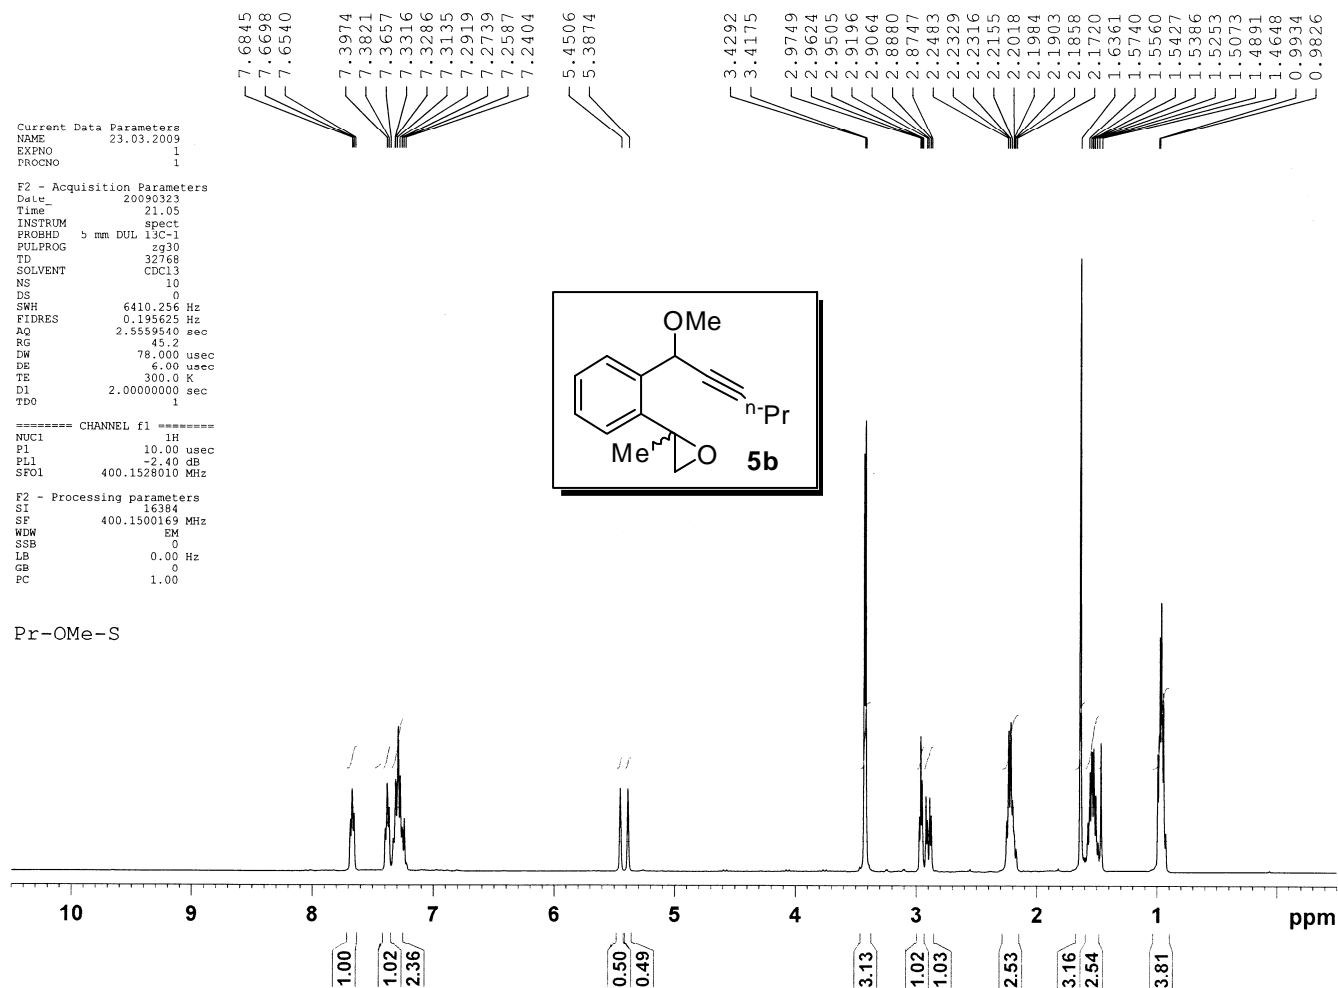 7.6845
7.6698
7.6540
7.3974
7.3821
7.3657
7.3316
7.3286
7.3135
7.2919
7.2739
7.2587
7.2404
5.4506
5.3874
3.4292
3.4175
2.9749
2.9624
2.9505
2.9196
2.9064
2.8880
2.8747
2.2483
2.2329
2.2316
2.2155
2.2018
2.1984
2.1903
2.1858
2.1720
1.6361
1.5740
1.5560
1.5427
1.5386
1.5253
1.5073
1.4891
1.4648
0.9934
0.9826
Current Data Parameters
NAME 23.03.2009
EXPNO 1
PROCNO 1
F2 - Acquisition Parameters
Date_ 20090323
Time 21.05
INSTRUM spect
PROBHD 5 mm DUL 13C-1
PULPROG zg30
TD 32768
SOLVENT CDCl3
NS 10
DS 0
SWH 6410.256 Hz
FIDRES 0.195625 Hz
AQ 2.5559540 sec
RG 45.2
DW 78.000 usec
DE 6.00 usec
TE 300.0 K
D1 2.00000000 sec
TD0 1
======== CHANNEL f1 ========
NUC1 1H
P1 10.00 usec
PL1 -2.40 dB
SFO1 400.1528010 MHz
F2 - Processing parameters
SI 16384
SF 400.1500169 MHz
WDW EM
SSB 0
LB 0.00 Hz
GB 0
PC 1.00
Pr-OMe-S
OMe
n-Pr
Me
O
5b
10 9 8 7 6 5 4 3 2 1 ppm
1.00
1.02
2.36
0.50
0.49
3.13
1.02
1.03
2.53
3.16
2.54
3.81